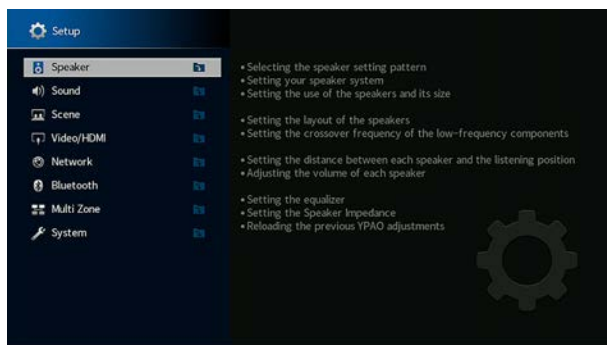 Setup
Speaker
Sound
Scene
Video/HDMI
Network
Bluetooth
Multi Zone
System
• Selecting the speaker setting pattern
• Setting your speaker system
• Setting the use of the speakers and its size
• Setting the layout of the speakers
• Setting the crossover frequency of the low-frequency components
• Setting the distance between each speaker and the listening position
• Adjusting the volume of each speaker
• Setting the equalizer
• Setting the Speaker Impedance
• Reloading the previous YPAO adjustments